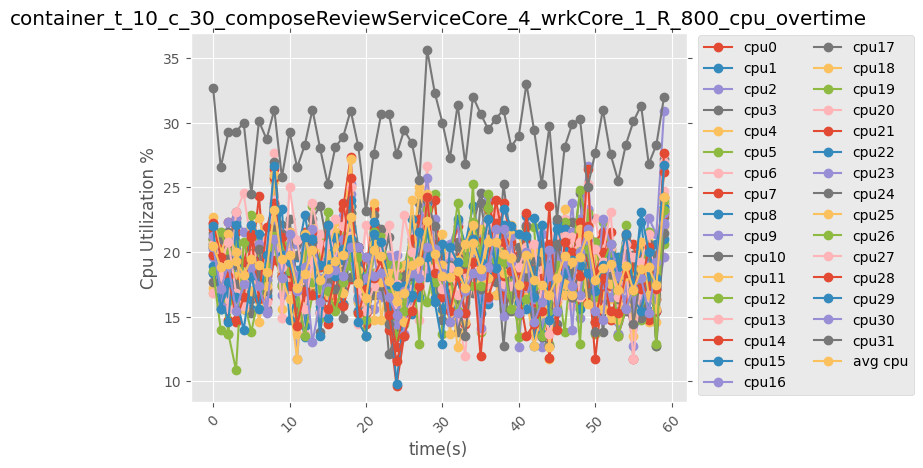 container_t_10_c_30_composeReviewServiceCore_4_wrkCore_1_R_800_cpu_overtime
Cpu Utilization %
35
30
25
20
15
10
0
10
20
30
40
50
60
time(s)
cpu0
cpu1
cpu2
cpu3
cpu4
cpu5
cpu6
cpu7
cpu8
cpu9
cpu10
cpu11
cpu12
cpu13
cpu14
cpu15
cpu16
cpu17
cpu18
cpu19
cpu20
cpu21
cpu22
cpu23
cpu24
cpu25
cpu26
cpu27
cpu28
cpu29
cpu30
cpu31
avg cpu